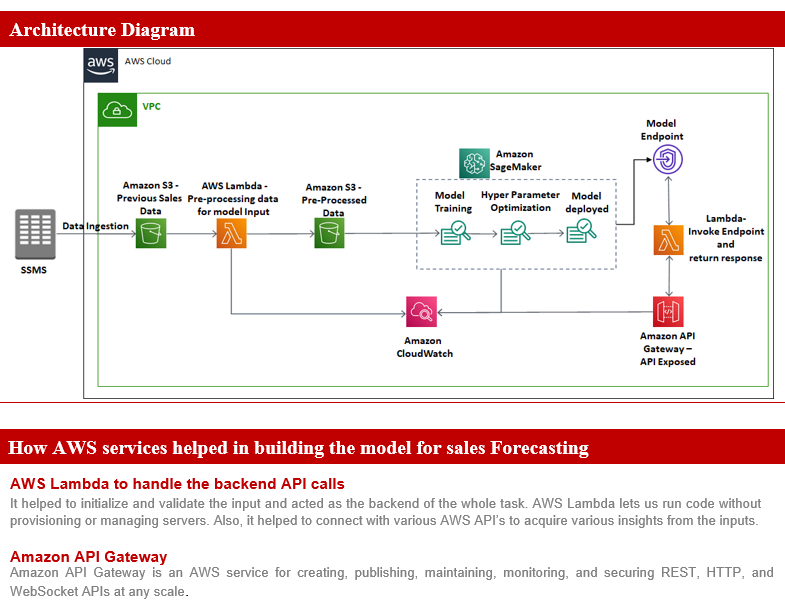 Architecture Diagram
aws
AWS Cloud
VPC
Model
Endpoint
Amazon
SageMaker
Amazon S3 -
Previous Sales
Data
AWS Lambda -
Pre-processing data
for model Input
Amazon S3 -
Pre-Processed
Data
Model
Training
Hyper Parameter
Optimization
Model
deployed
Data Ingestion
SSMS
Lambda-
Invoke Endpoint
and
return response
Amazon
CloudWatch
Amazon API
Gateway –
API Exposed
How AWS services helped in building the model for sales Forecasting
AWS Lambda to handle the backend API calls
It helped to initialize and validate the input and acted as the backend of the whole task. AWS Lambda lets us run code without
provisioning or managing servers. Also, it helped to connect with various AWS API's to acquire various insights from the inputs.
Amazon API Gateway
Amazon API Gateway is an AWS service for creating, publishing, maintaining, monitoring, and securing REST, HTTP, and
WebSocket APIs at any scale.